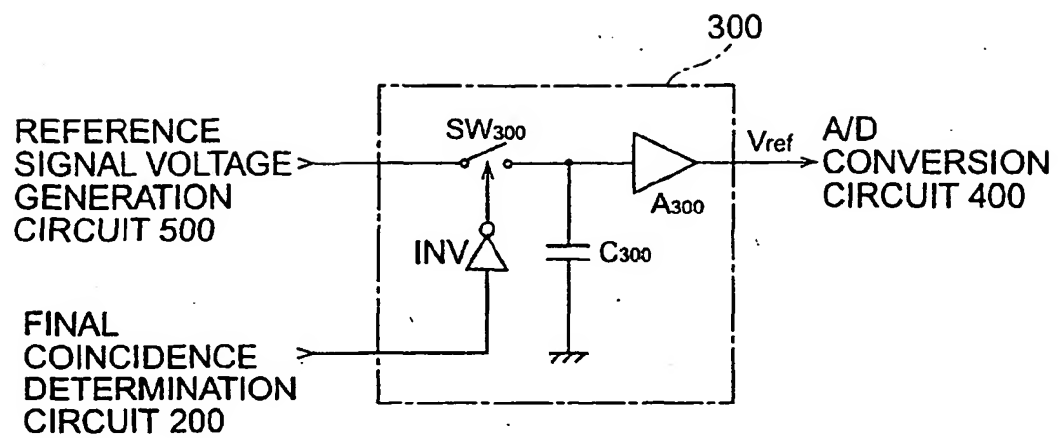 300
REFERENCE
SIGNAL VOLTAGE
GENERATION
CIRCUIT 500
SW300
Vref
A/D
CONVERSION
CIRCUIT 400
A300
INV
C300
FINAL
COINCIDENCE
DETERMINATION
CIRCUIT 200